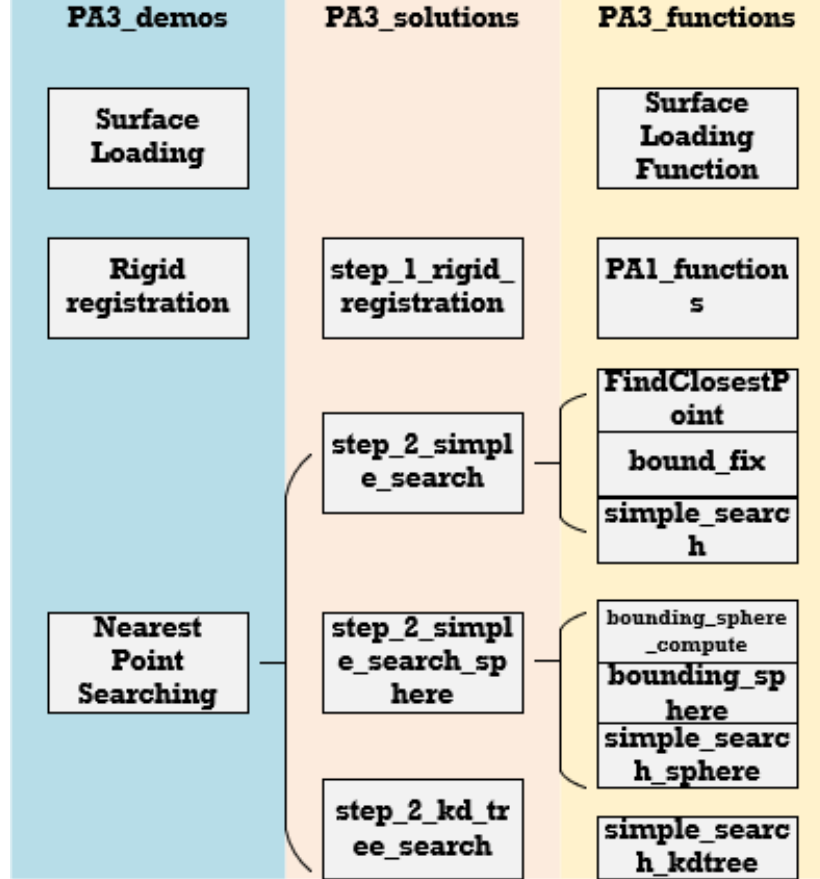 PA3_demos
PA3_solutions
PA3_functions
Surface
Loading
Surface
Loading
Function
Rigid
registration
step_1_rigid_
registration
PA1_function
s
Nearest
Point
Searching
step_2_simpl
e_search
FindClosestP
oint
bound_fix
simple_searc
h
step_2_simpl
e_search_sp
here
bounding_sphere
_compute
bounding_sp
here
simple_searc
h_sphere
step_2_kd_tr
ee_search
simple_searc
h_kdtree